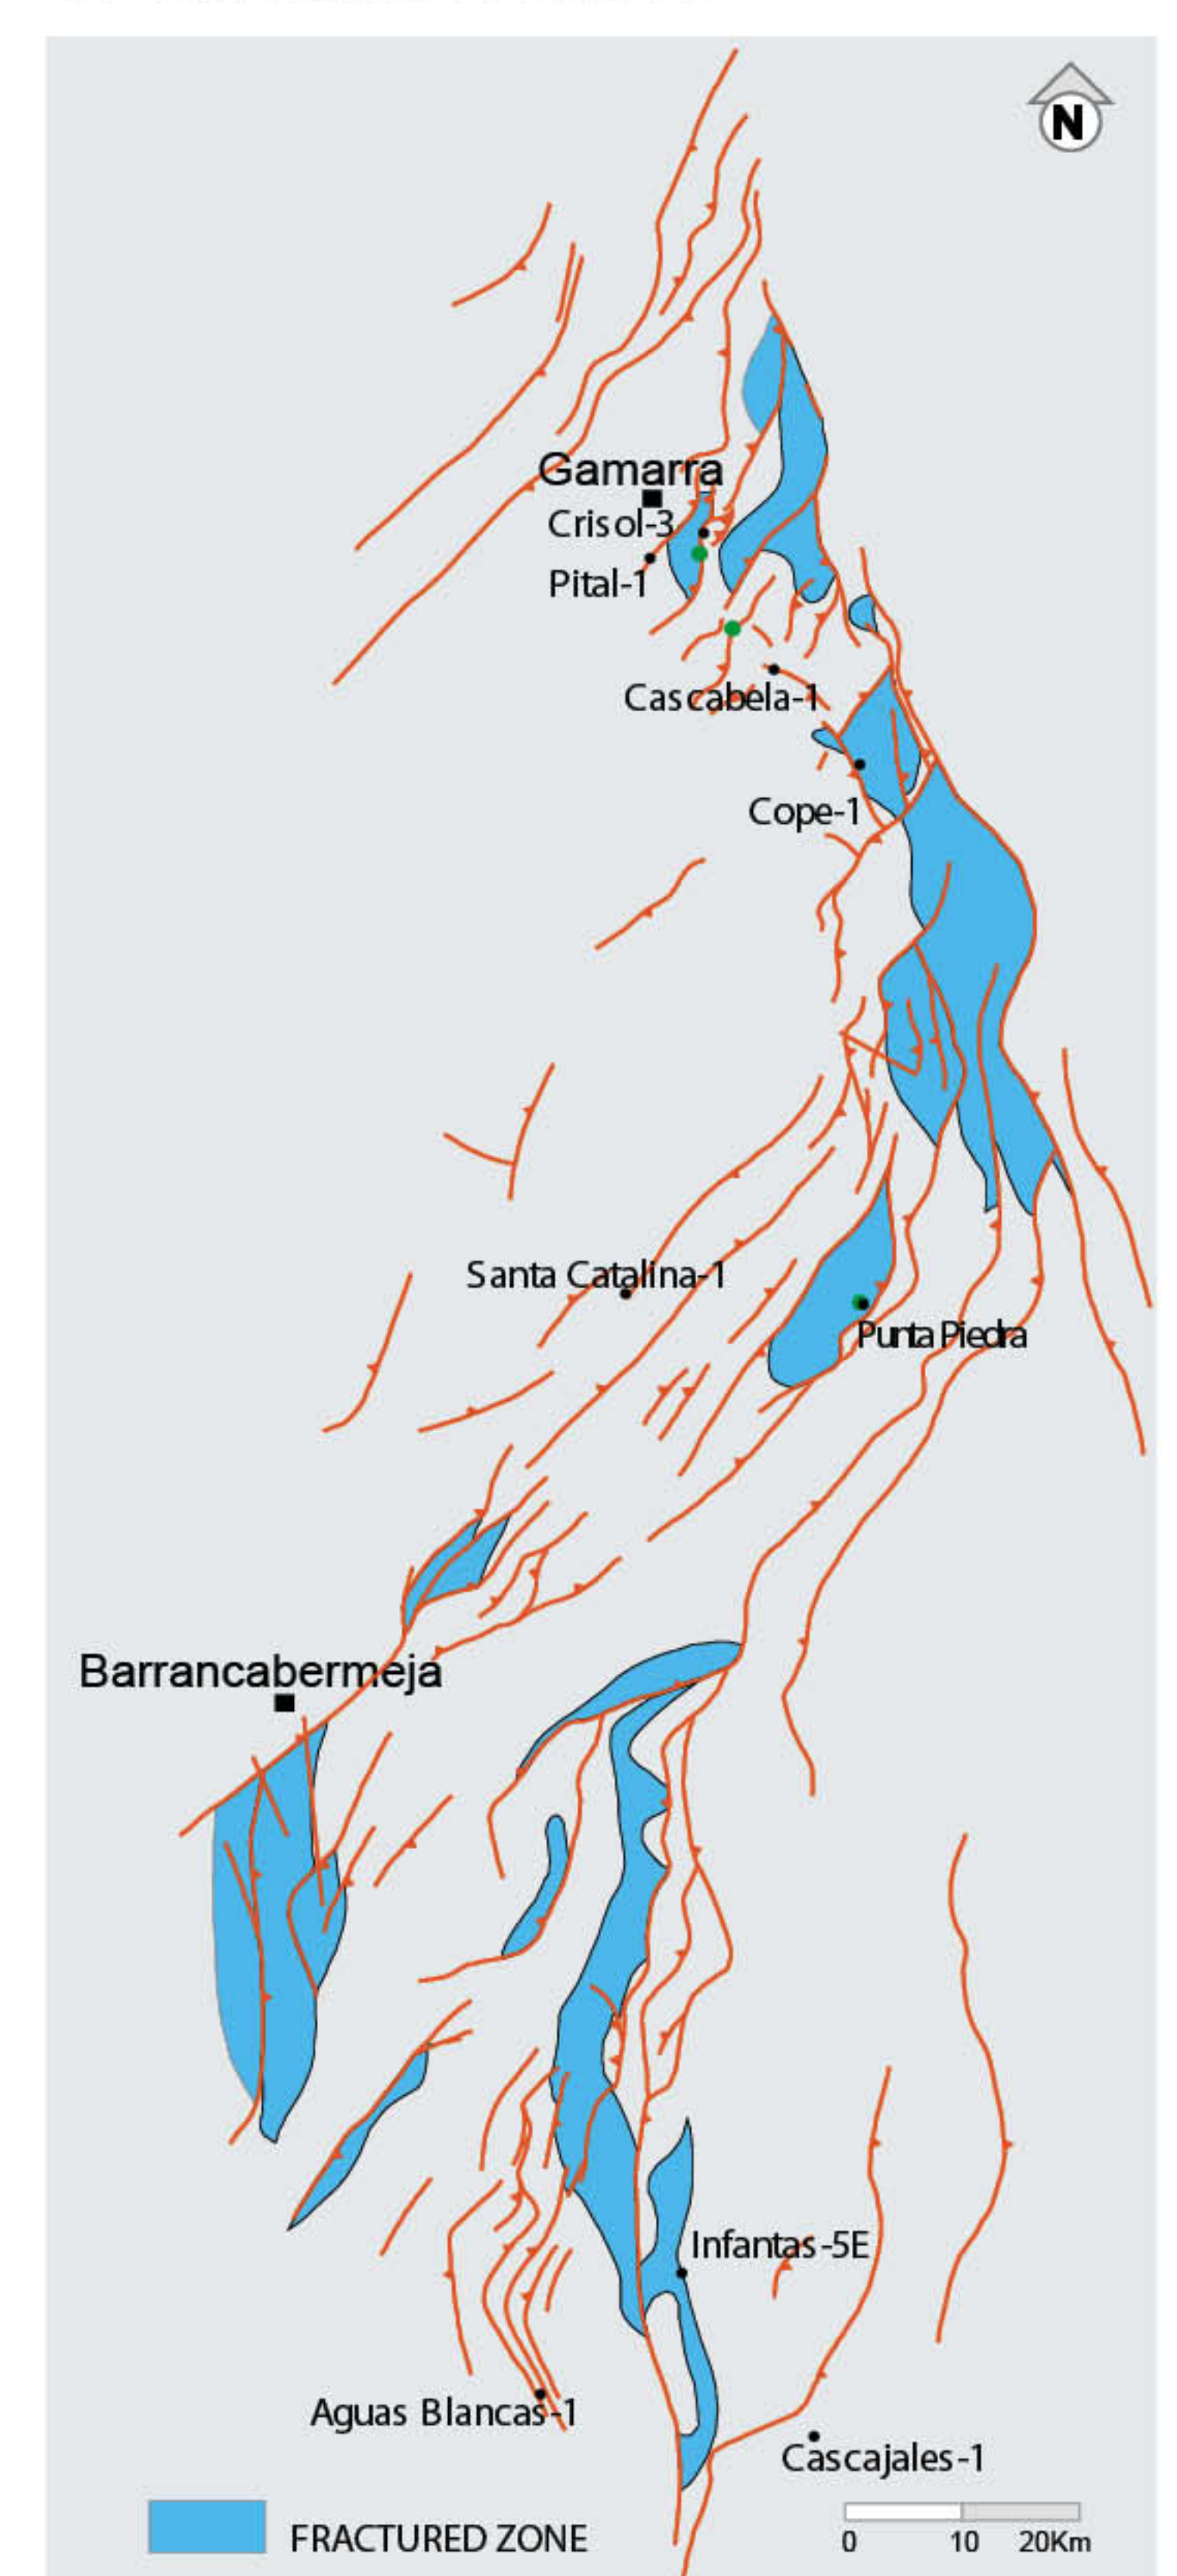 N
Gamarra
Crisol-3
Pital-1
Cascabela-1
Cope-1
Santa Catalina-1
Punta Piedra
Barrancabermeja
Infantas-5E
Aguas Blancas-1
Cascajales-1
FRACTURED ZONE
0 10 20Km